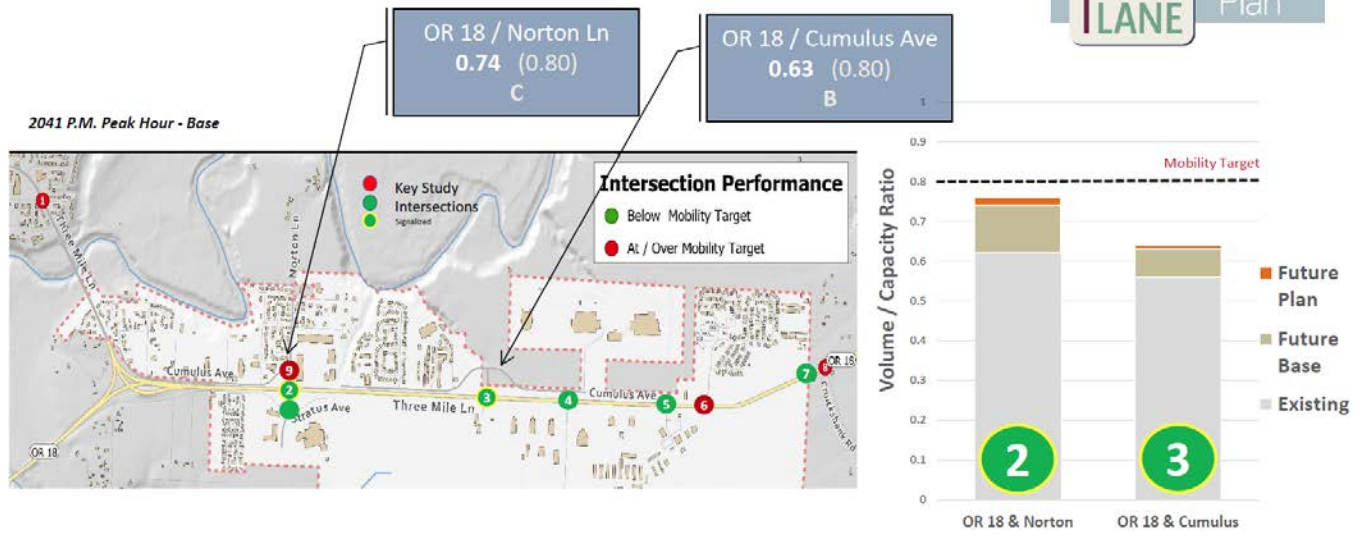 OR 18 / Norton Ln
0.74 (0.80)
C
OR 18 / Cumulus Ave
0.63 (0.80)
B
LANE
Plan
2041 P.M. Peak Hour - Base
Key Study
Intersections
Signalized
Intersection Performance
Below Mobility Target
At / Over Mobility Target
1
Three Mile Ln
Norton Ln
Cumulus Ave
9
2
Stratus Ave
Three Mile Ln
3
4
Cumulus Ave
5
6
7
8
OR 18
Cruickshank Rd
OR 18
Volume / Capacity Ratio
1
0.9
0.8
0.7
0.6
0.5
0.4
0.3
0.2
0.1
0
Mobility Target
2
3
OR 18 & Norton
OR 18 & Cumulus
Future
Plan
Future
Base
Existing